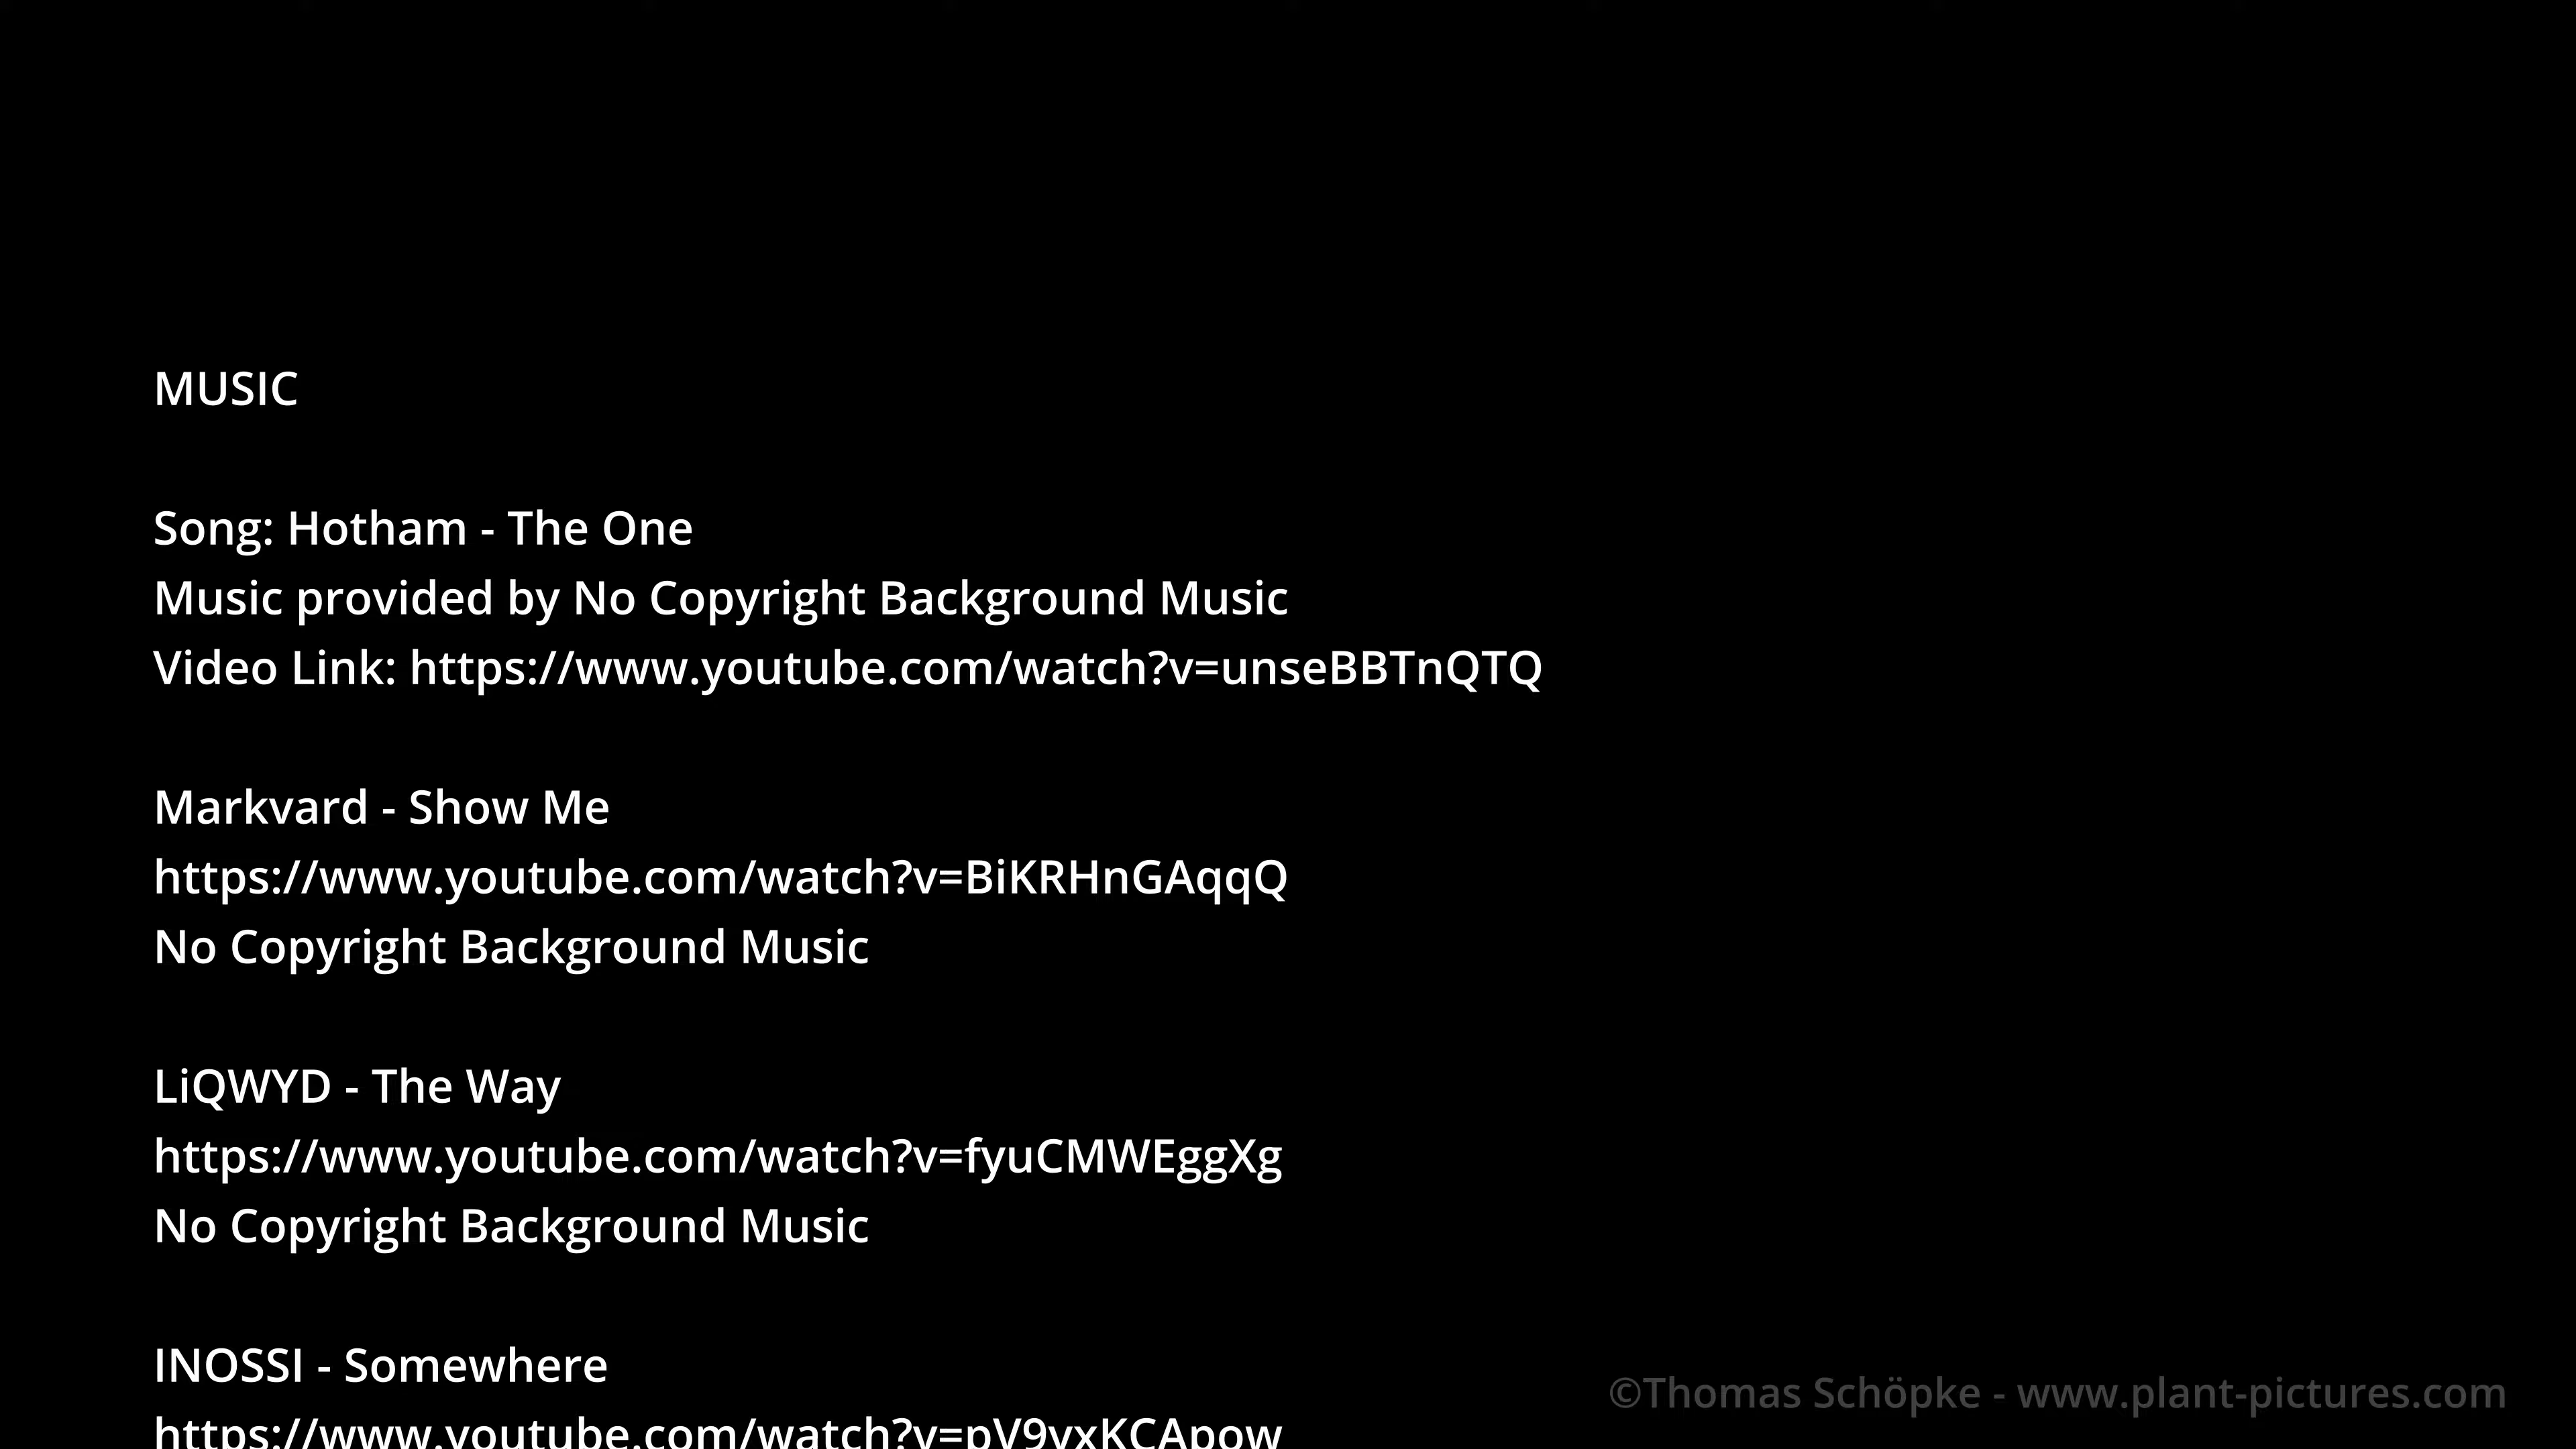 MUSIC
Song: Hotham - The One
Music provided by No Copyright Background Music
Video Link: https://www.youtube.com/watch?v=unseBBTnQTQ
Markvard - Show Me
https://www.youtube.com/watch?v=BiKRHnGAqqQ
No Copyright Background Music
LiQWYD - The Way
https://www.youtube.com/watch?v=fyuCMWEggXg
No Copyright Background Music
INOSSI - Somewhere
©Thomas Schöpke - www.plant-pictures.com